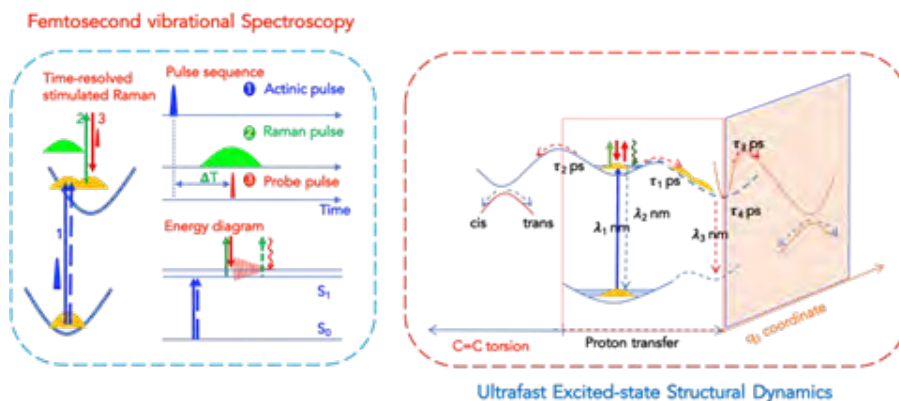 Femtosecond vibrational Spectroscopy
Time-resolved
stimulated Raman
2
3
1
Pulse sequence
1 Actinic pulse
2 Raman pulse
3 Probe pulse
ΔT
Time
Energy diagram
S₁
S₀
τ₂ ps
τ₁ ps
τ₃ ps
τ₄ ps
cis
trans
λ₁ nm
λ₂ nm
λ₃ nm
C=C torsion
Proton transfer
coordinate
Ultrafast Excited-state Structural Dynamics